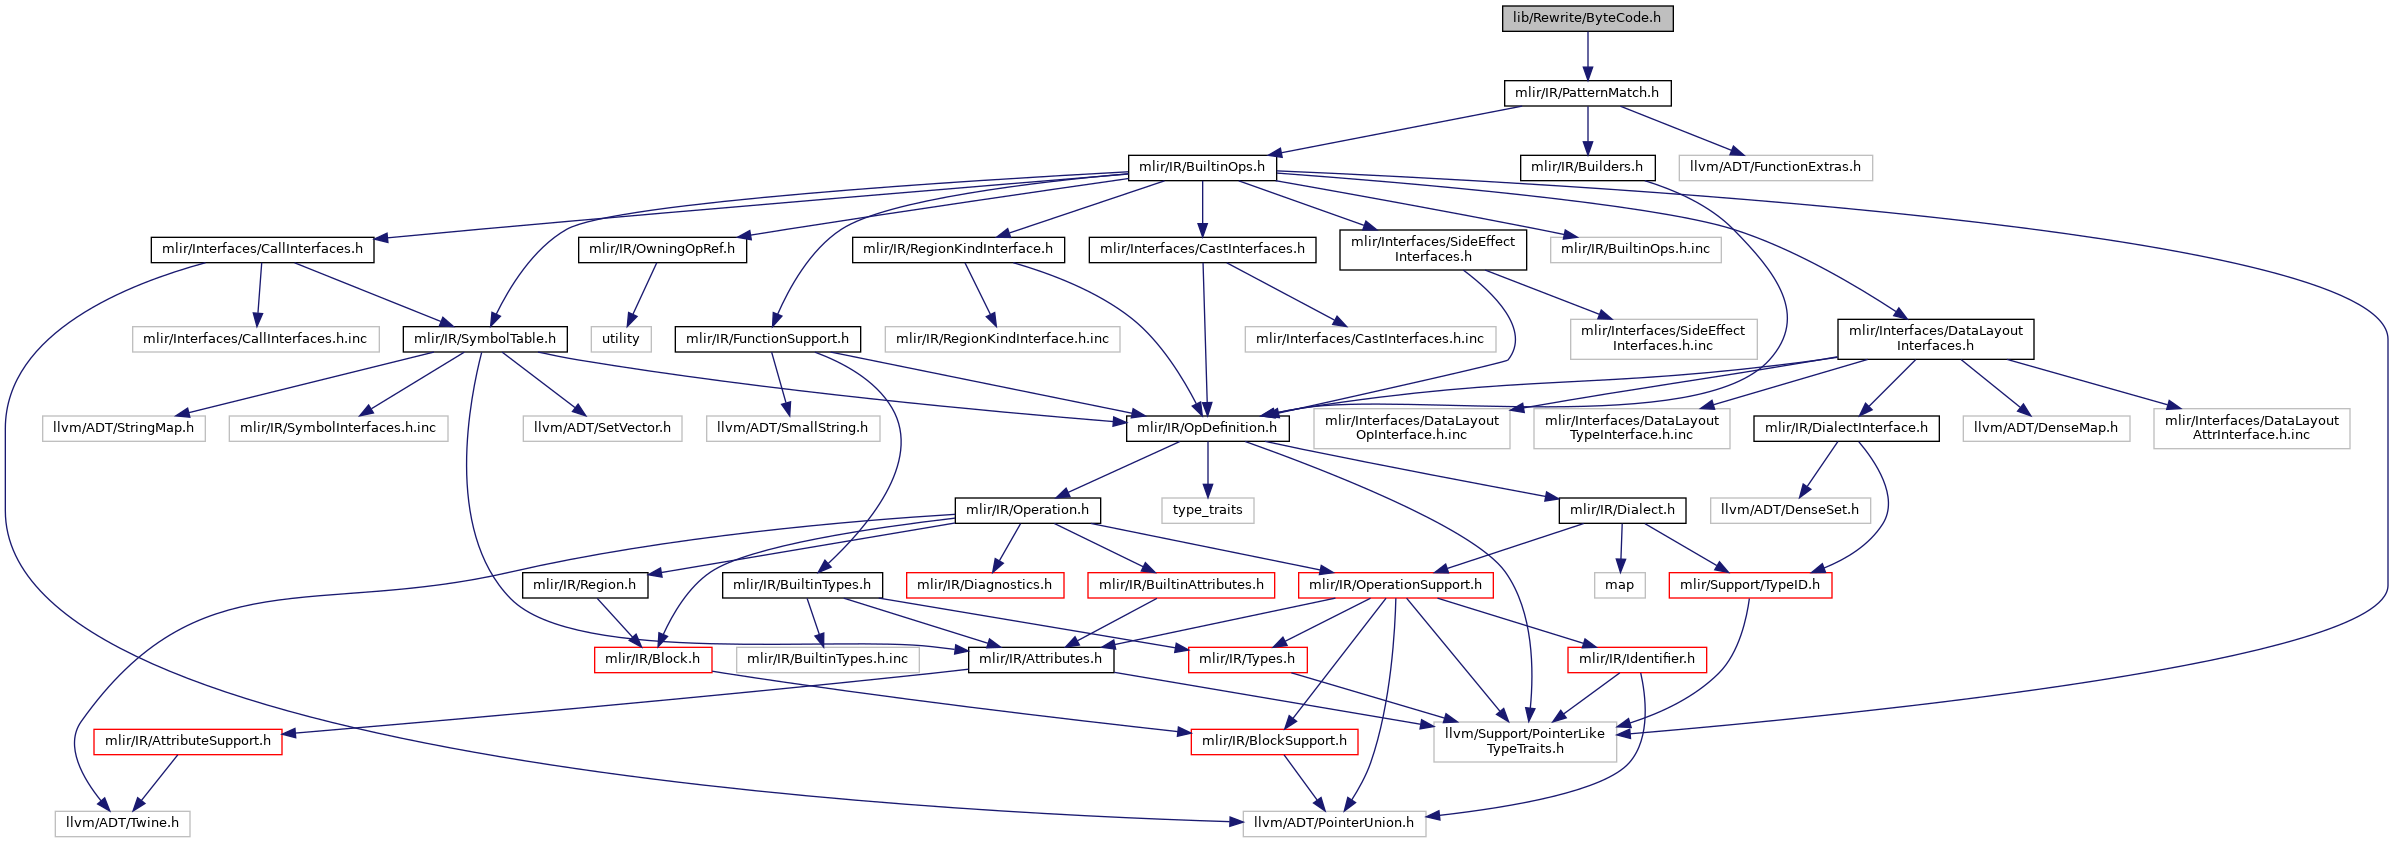 lib/Rewrite/ByteCode.h
mlir/IR/PatternMatch.h
mlir/IR/BuiltinOps.h
mlir/IR/Builders.h
llvm/ADT/FunctionExtras.h
mlir/Interfaces/CallInterfaces.h
mlir/IR/OwningOpRef.h
mlir/IR/RegionKindInterface.h
mlir/Interfaces/CastInterfaces.h
mlir/Interfaces/SideEffect
Interfaces.h
mlir/IR/BuiltinOps.h.inc
mlir/Interfaces/CallInterfaces.h.inc
mlir/IR/SymbolTable.h
utility
mlir/IR/FunctionSupport.h
mlir/IR/RegionKindInterface.h.inc
mlir/Interfaces/CastInterfaces.h.inc
mlir/Interfaces/SideEffect
Interfaces.h.inc
mlir/Interfaces/DataLayout
Interfaces.h
llvm/ADT/StringMap.h
mlir/IR/SymbolInterfaces.h.inc
llvm/ADT/SetVector.h
llvm/ADT/SmallString.h
mlir/IR/OpDefinition.h
mlir/Interfaces/DataLayout
OpInterface.h.inc
mlir/Interfaces/DataLayout
TypeInterface.h.inc
mlir/IR/DialectInterface.h
llvm/ADT/DenseMap.h
mlir/Interfaces/DataLayout
AttrInterface.h.inc
mlir/IR/Operation.h
type_traits
mlir/IR/Dialect.h
llvm/ADT/DenseSet.h
mlir/IR/Region.h
mlir/IR/BuiltinTypes.h
mlir/IR/Diagnostics.h
mlir/IR/BuiltinAttributes.h
mlir/IR/OperationSupport.h
map
mlir/Support/TypeID.h
mlir/IR/Block.h
mlir/IR/BuiltinTypes.h.inc
mlir/IR/Attributes.h
mlir/IR/Types.h
mlir/IR/Identifier.h
mlir/IR/AttributeSupport.h
mlir/IR/BlockSupport.h
llvm/Support/PointerLike
TypeTraits.h
llvm/ADT/Twine.h
llvm/ADT/PointerUnion.h